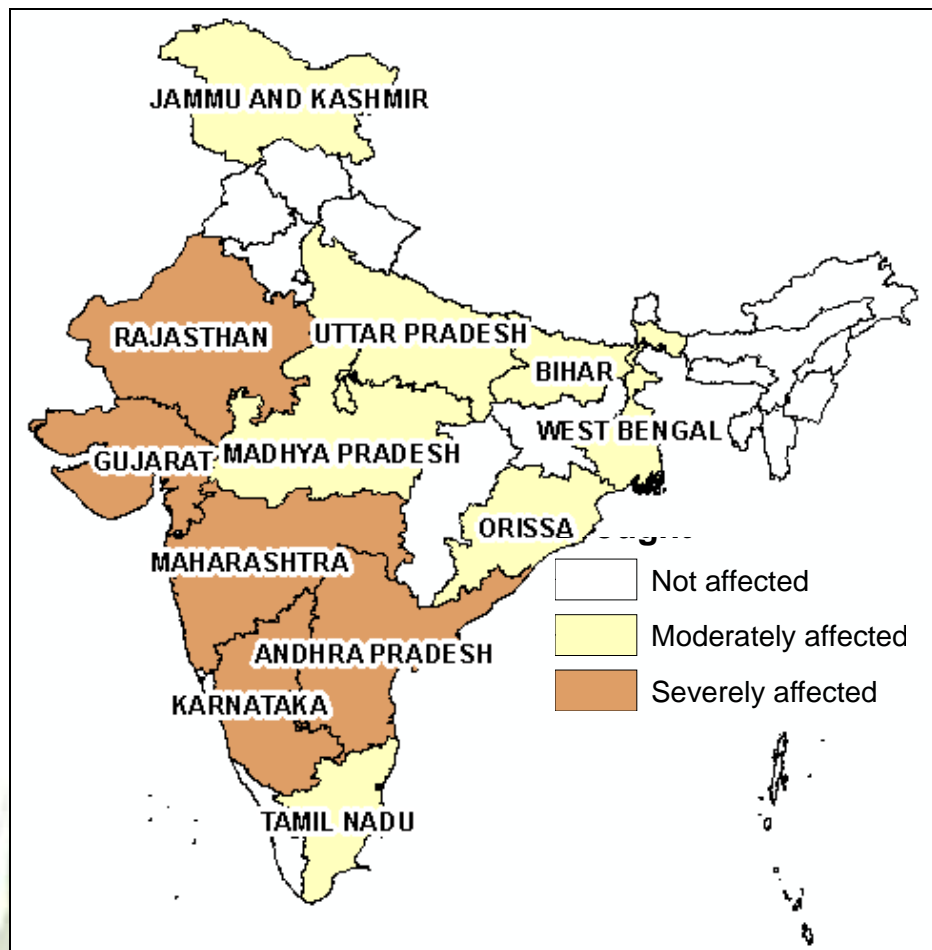 JAMMU AND KASHMIR
RAJASTHAN
UTTAR PRADESH
BIHAR
WEST BENGAL
GUJARAT
MADHYA PRADESH
ORISSA
MAHARASHTRA
Not affected
Moderately affected
ANDHRA PRADESH
Severely affected
KARNATAKA
TAMIL NADU